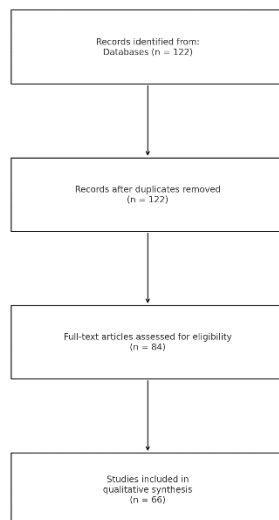 Records identified from:
Databases (n = 122)
Records after duplicates removed
(n = 122)
Full-text articles assessed for eligibility
(n = 84)
Studies included in
qualitative synthesis
(n = 66)